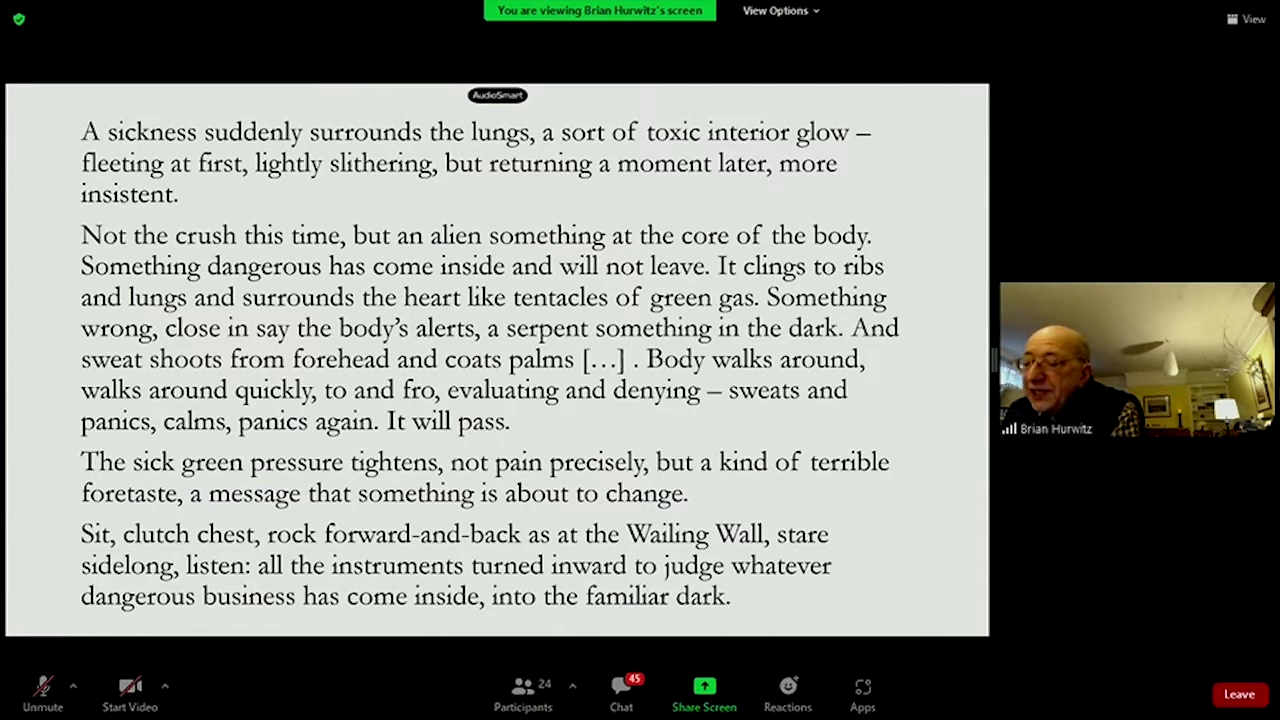 You are viewing Brian Hurwitz's screen
View Options
View
AudioSmart
A sickness suddenly surrounds the lungs, a sort of toxic interior glow –
fleeting at first, lightly slithering, but returning a moment later, more
insistent.
Not the crush this time, but an alien something at the core of the body.
Something dangerous has come inside and will not leave. It clings to ribs
and lungs and surrounds the heart like tentacles of green gas. Something
wrong, close in say the body's alerts, a serpent something in the dark. And
sweat shoots from forehead and coats palms […] . Body walks around,
walks around quickly, to and fro, evaluating and denying – sweats and
panics, calms, panics again. It will pass.
The sick green pressure tightens, not pain precisely, but a kind of terrible
foretaste, a message that something is about to change.
Sit, clutch chest, rock forward-and-back as at the Wailing Wall, stare
sidelong, listen: all the instruments turned inward to judge whatever
dangerous business has come inside, into the familiar dark.
Brian Hurwitz
Unmute
Start Video
24
Participants
45
Chat
Share Screen
Reactions
Apps
Leave